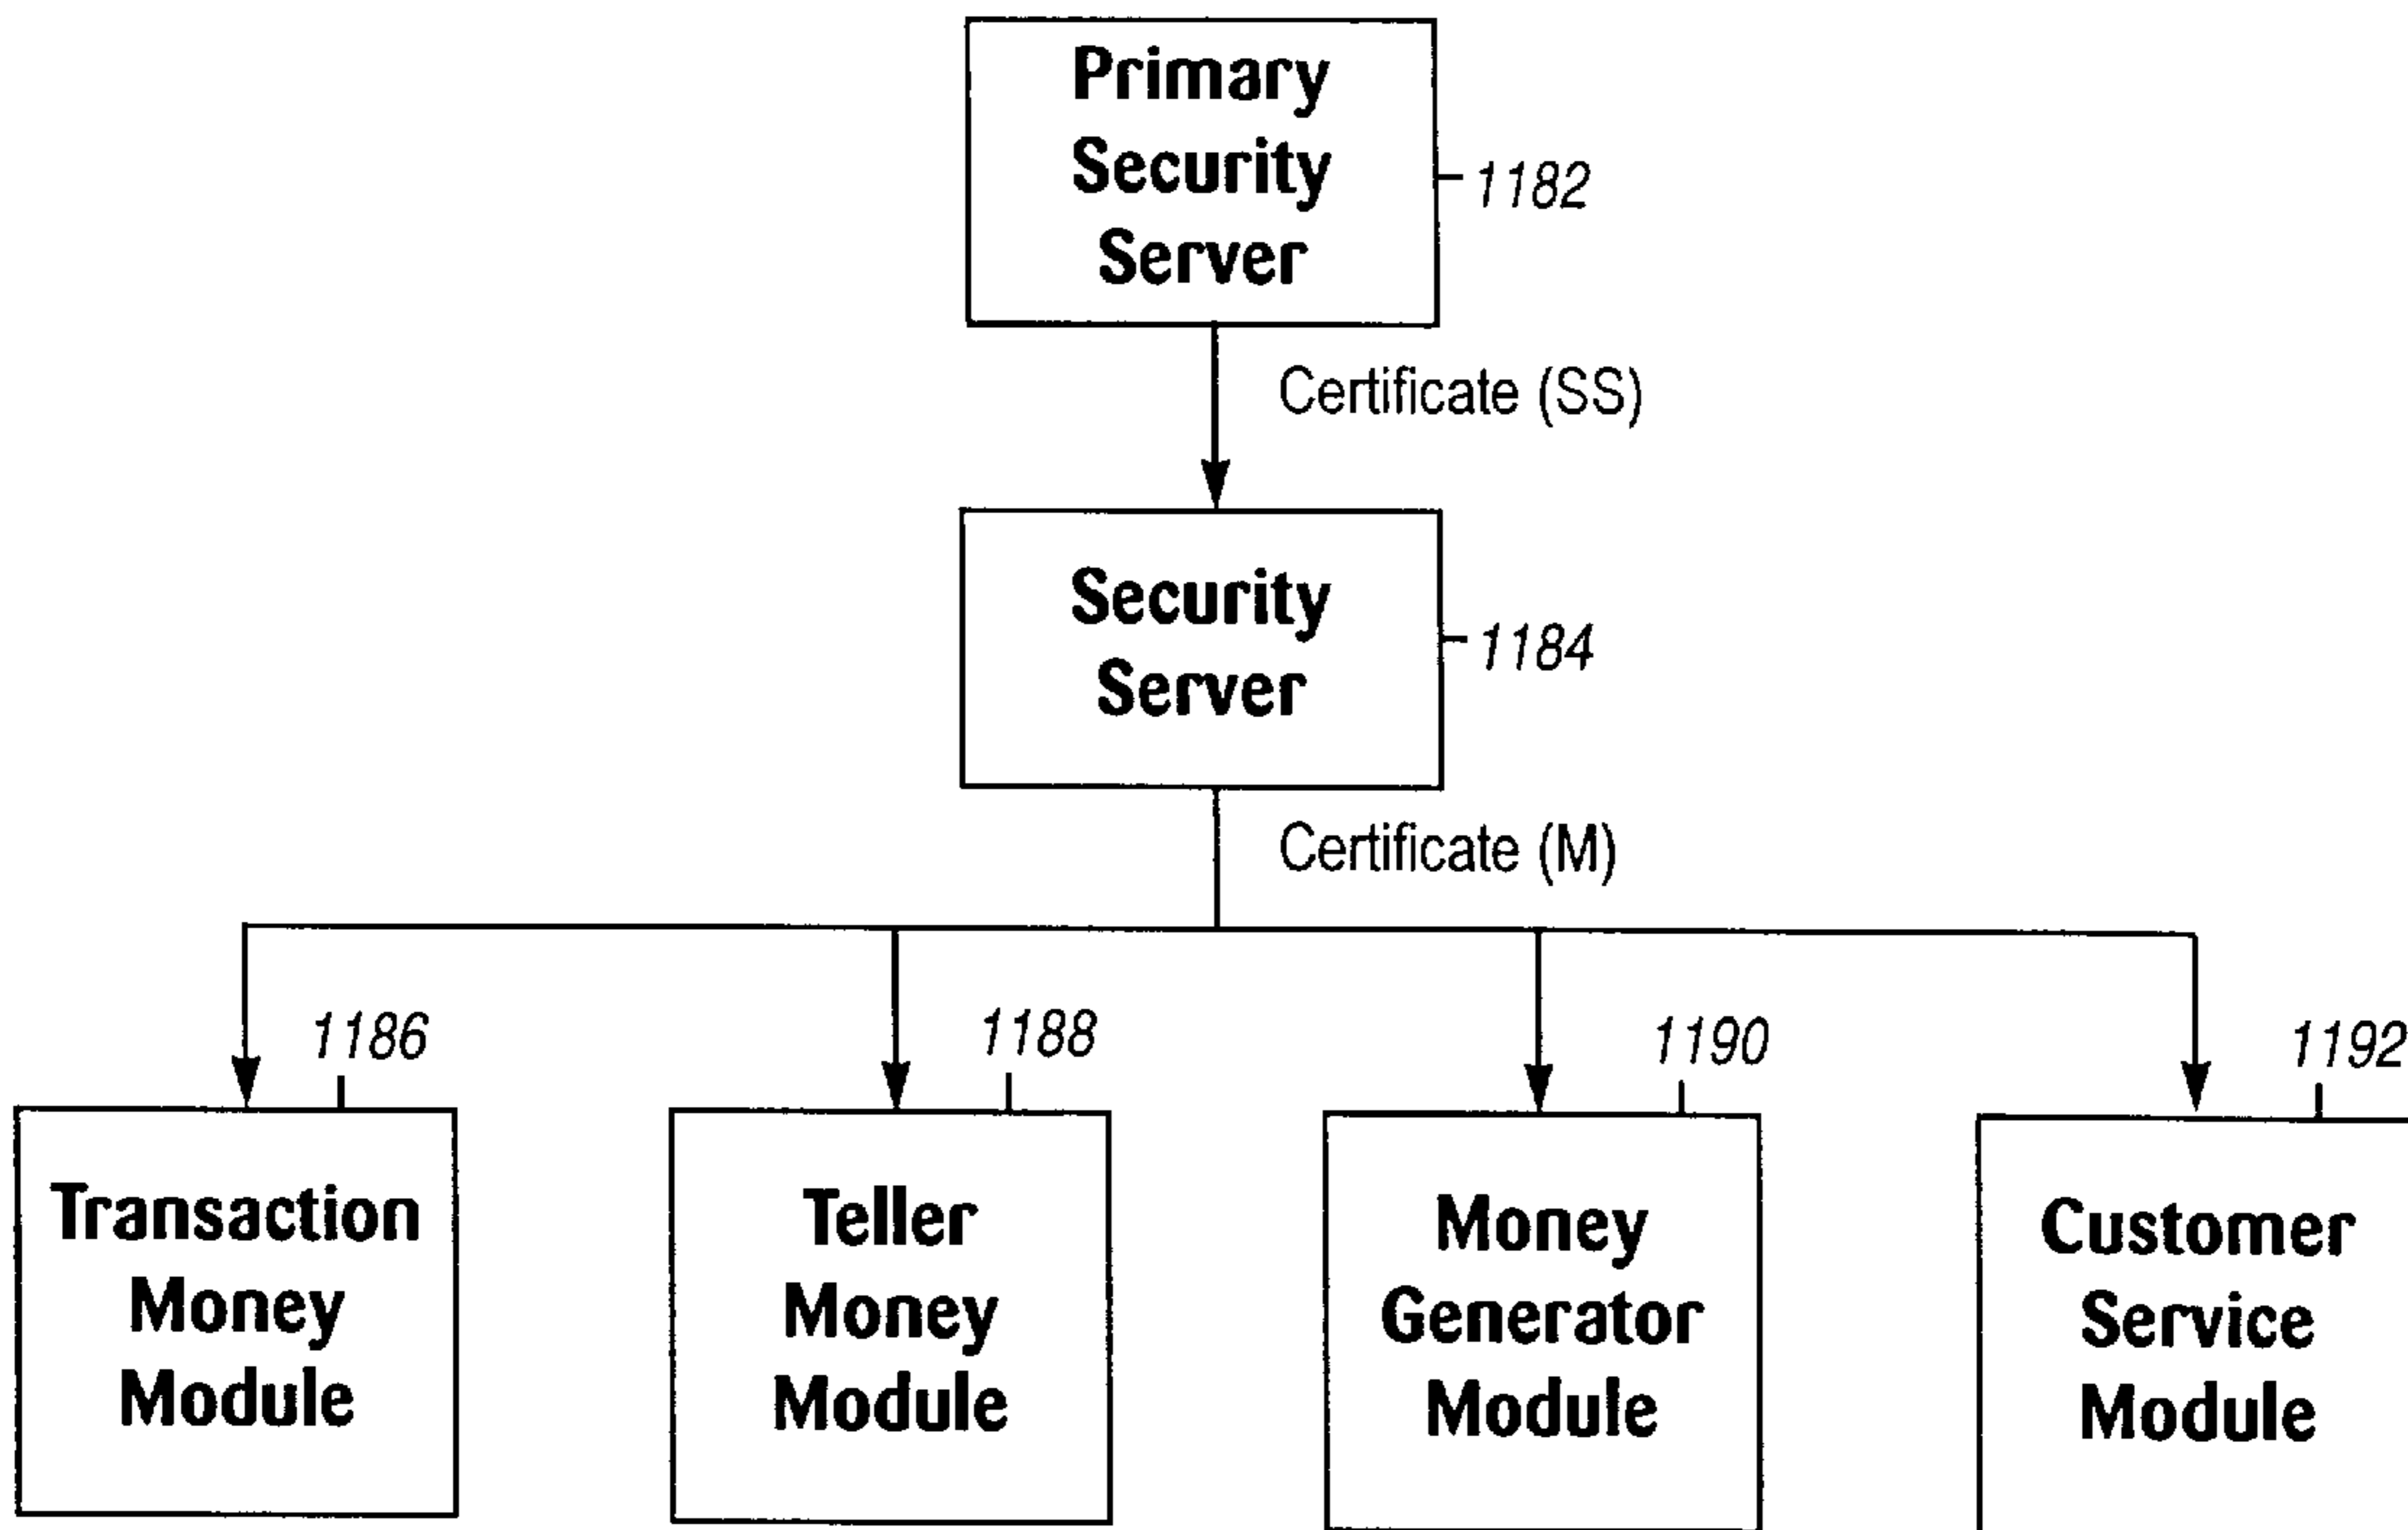 Primary
Security
Server
1182
Certificate (SS)
Security
Server
1184
Certificate (M)
1186
1188
1190
1192
Transaction
Money
Module
Teller
Money
Module
Money
Generator
Module
Customer
Service
Module